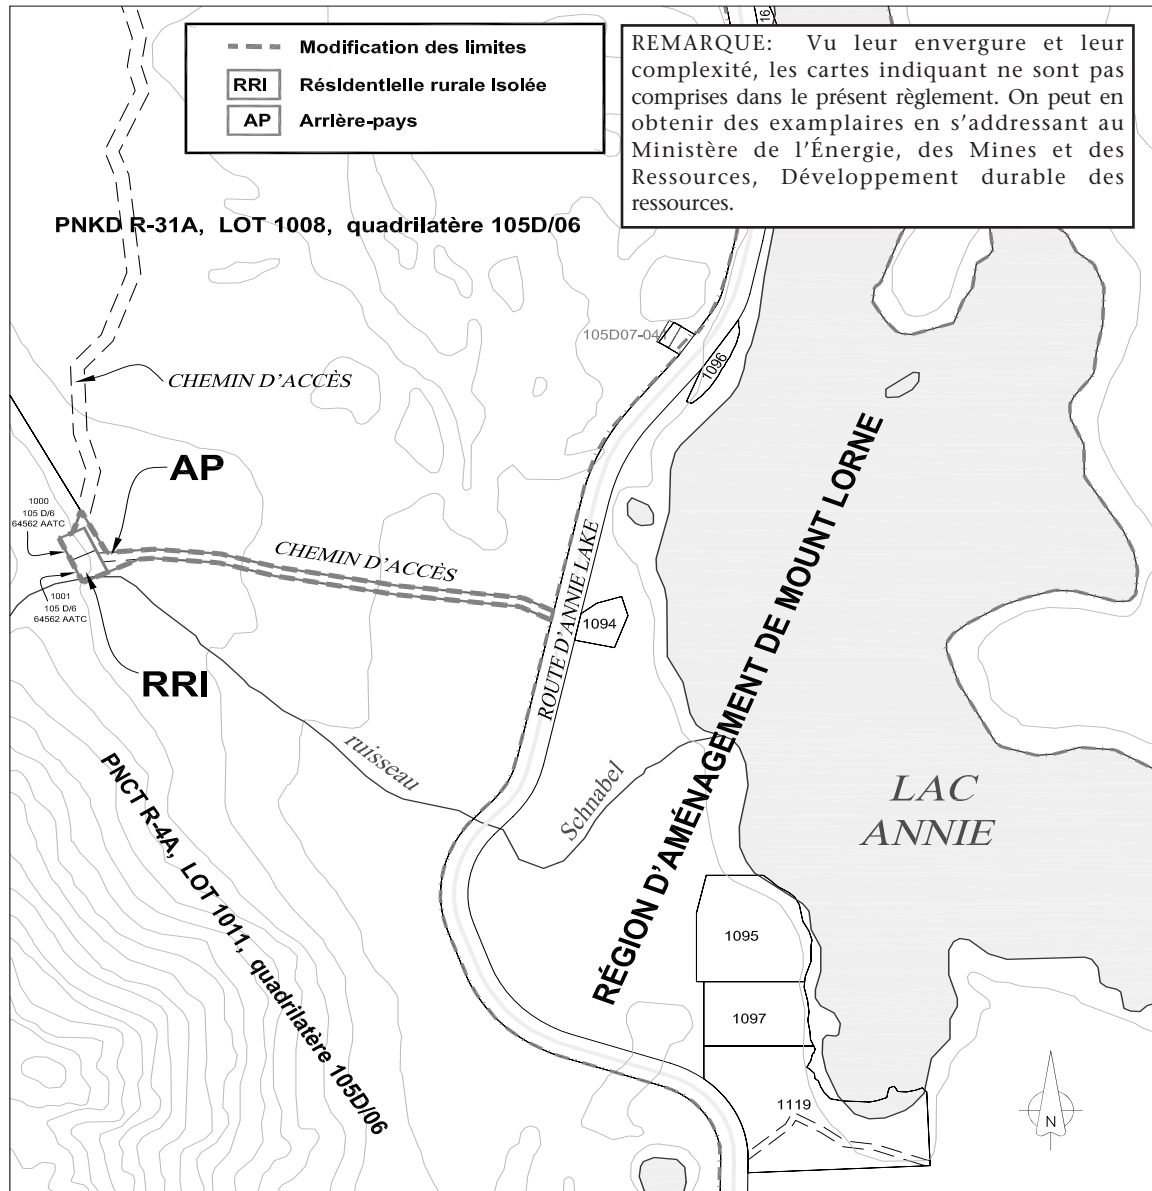 Modification des limites
RRI Résidentielle rurale Isolée
AP Arrière-pays
REMARQUE: Vu leur envergure et leur
complexité, les cartes indiquant ne sont pas
comprises dans le présent règlement. On peut en
obtenir des examplaires en s’addressant au
Ministère de l’Énergie, des Mines et des
Ressources, Développement durable des
ressources.
16
PNKD R-31A, LOT 1008, quadrilatère 105D/06
105D07-04
1096
CHEMIN D'ACCÈS
AP
1000
105 D/6
64562 AATC
CHEMIN D'ACCÈS
1001
105 D/6
64562 AATC
RRI
1094
ROUTE D'ANNIE LAKE
RÉGION D'AMÉNAGEMENT DE MOUNT LORNE
ruisseau
Schnabel
LAC
ANNIE
PNCT R-4A, LOT 1011, quadrilatère 105D/06
1095
1097
1119
N